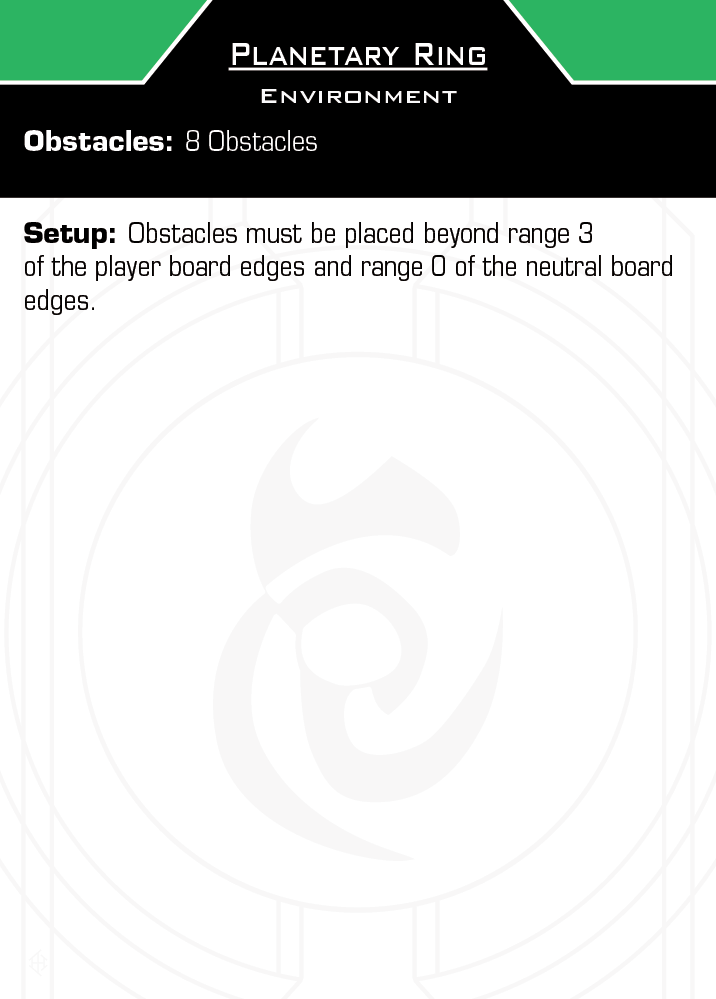 Planetary Ring
Environment
Obstacles: 8 Obstacles
Setup: Obstacles must be placed beyond range 3
of the player board edges and range 0 of the neutral board
edges.